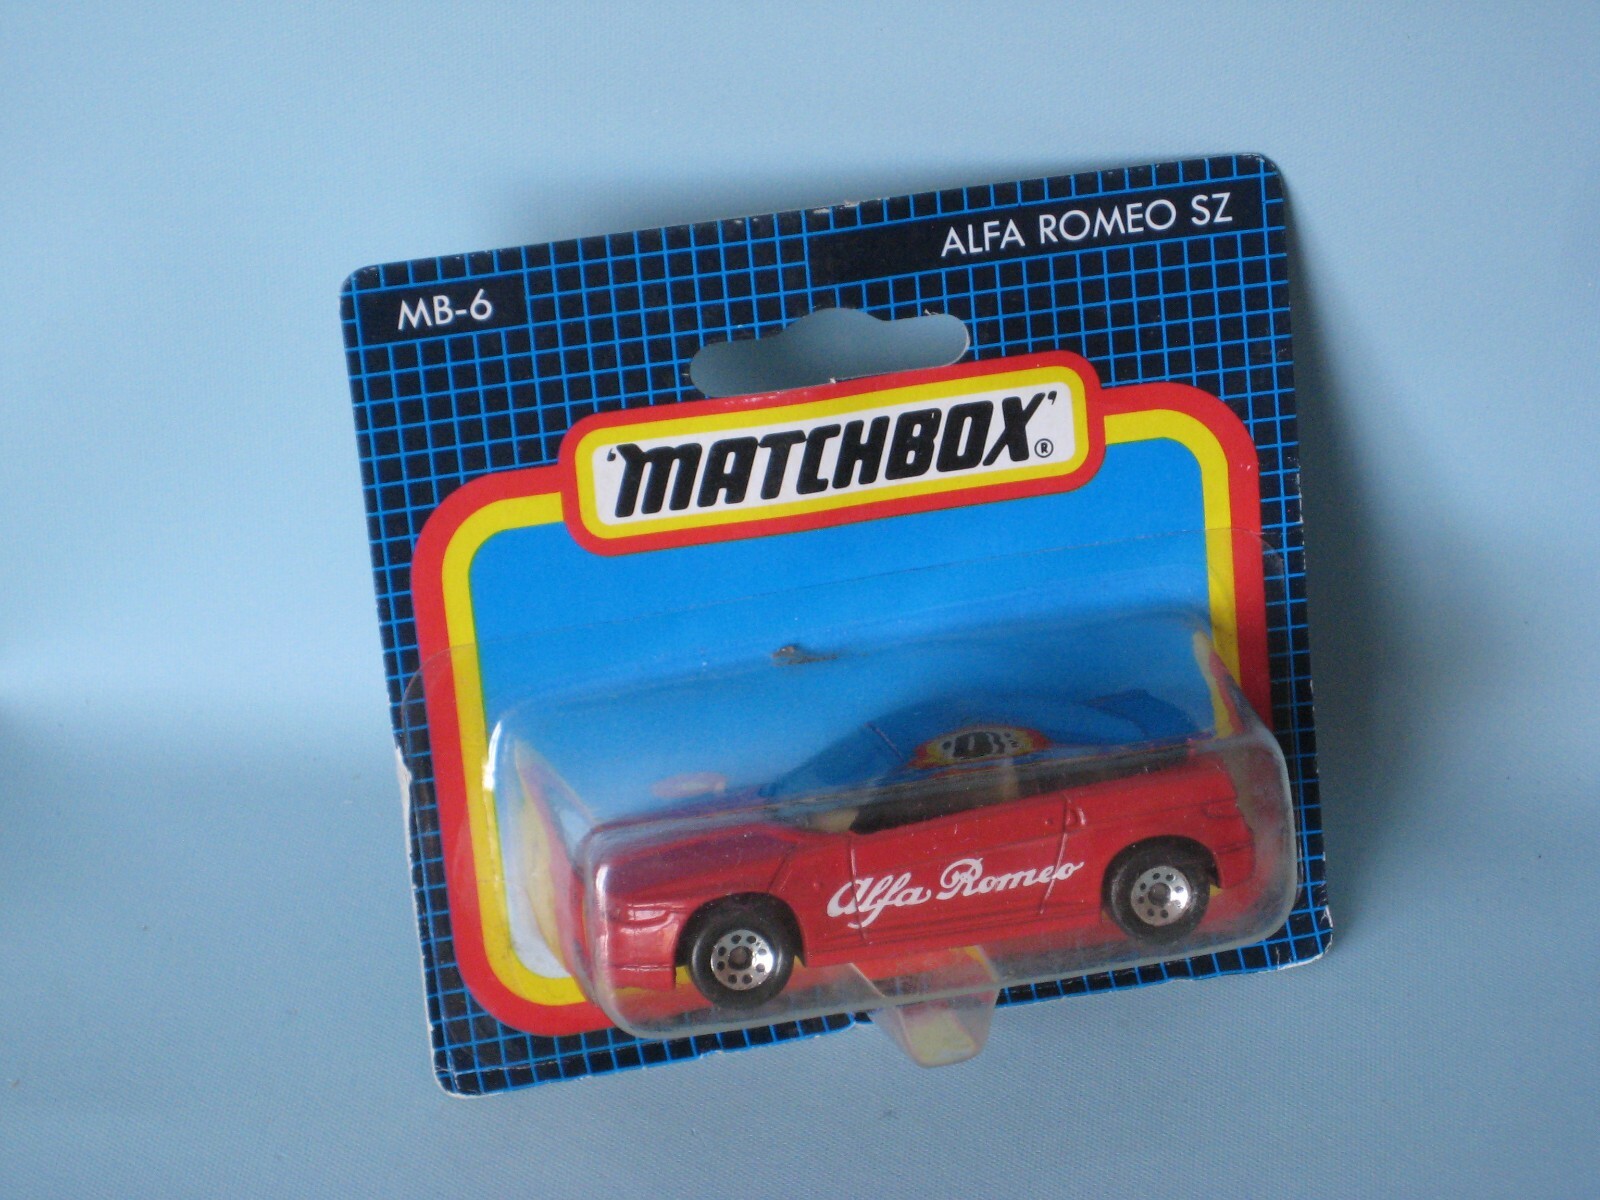 MB-6
ALFA ROMEO SZ
'MATCHBOX'®
Alfa Romeo